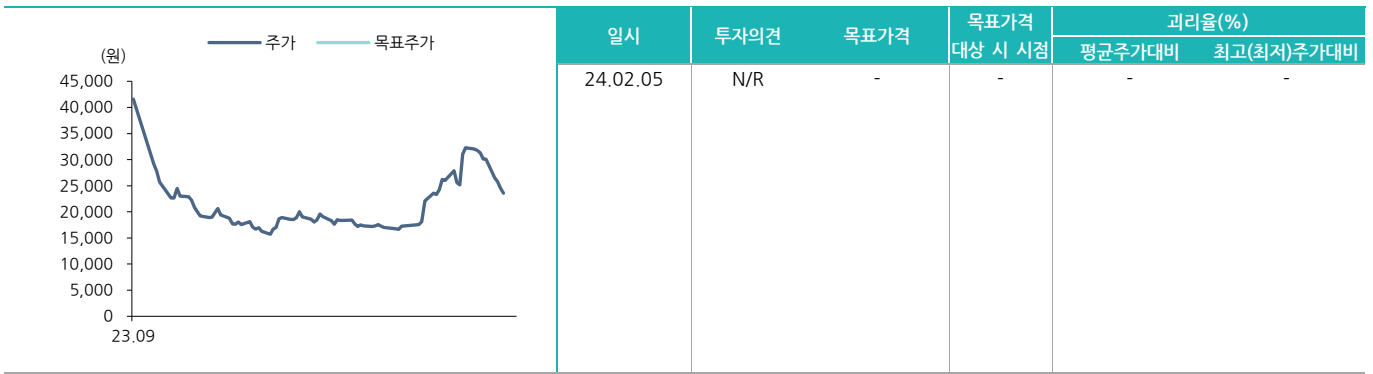 주가 목표주가
(원)
45,000
40,000
35,000
30,000
25,000
20,000
15,000
10,000
5,000
0
23.09
일시 투자의견 목표가격 목표가격 괴리율(%)
대상 시 시점 평균주가대비 최고(최저)주가대비
24.02.05 N/R - - - -